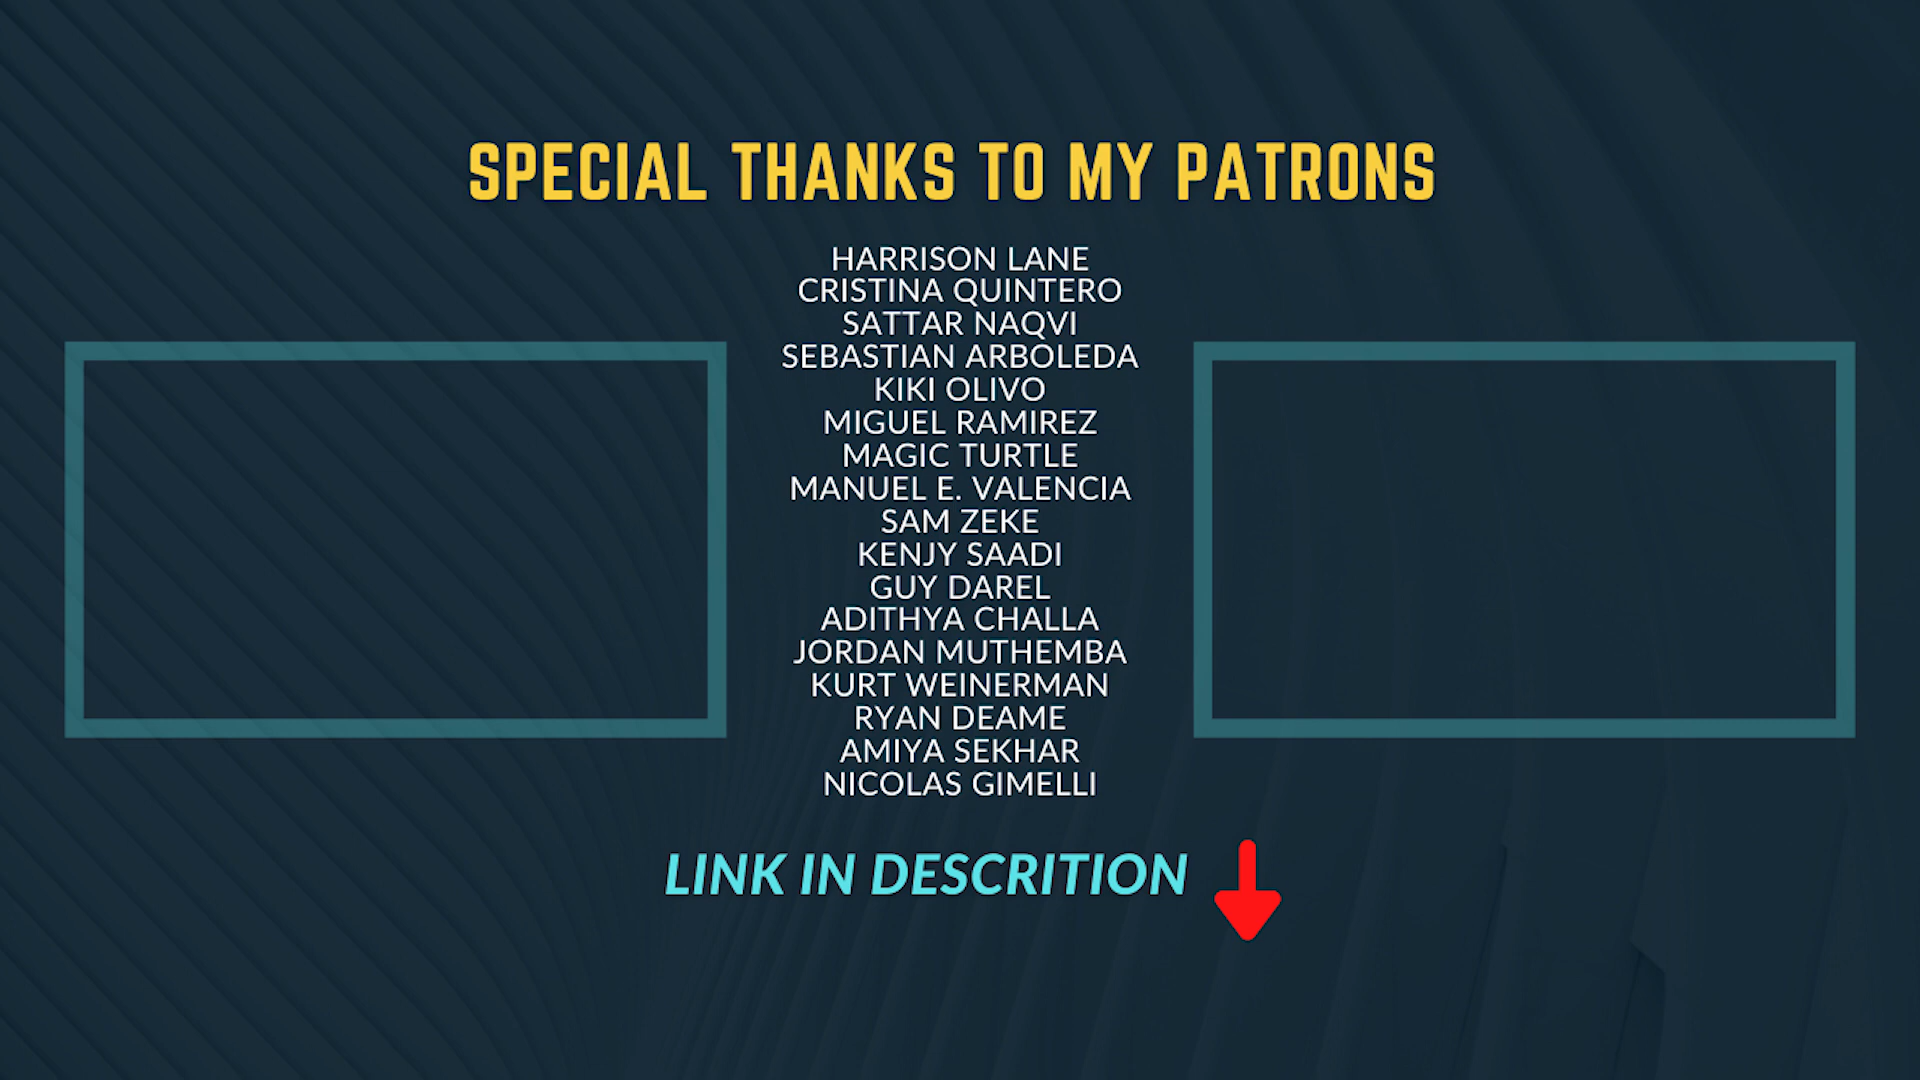 SPECIAL THANKS TO MY PATRONS
HARRISON LANE
CRISTINA QUINTERO
SATTAR NAQVI
SEBASTIAN ARBOLEDA
KIKI OLIVO
MIGUEL RAMIREZ
MAGIC TURTLE
MANUEL E. VALENCIA
SAM ZEKE
KENJY SAADI
GUY DAREL
ADITHYA CHALLA
JORDAN MUTHEMBA
KURT WEINERMAN
RYAN DEAME
AMIYA SEKHAR
NICOLAS GIMELLI
LINK IN DESCRITION